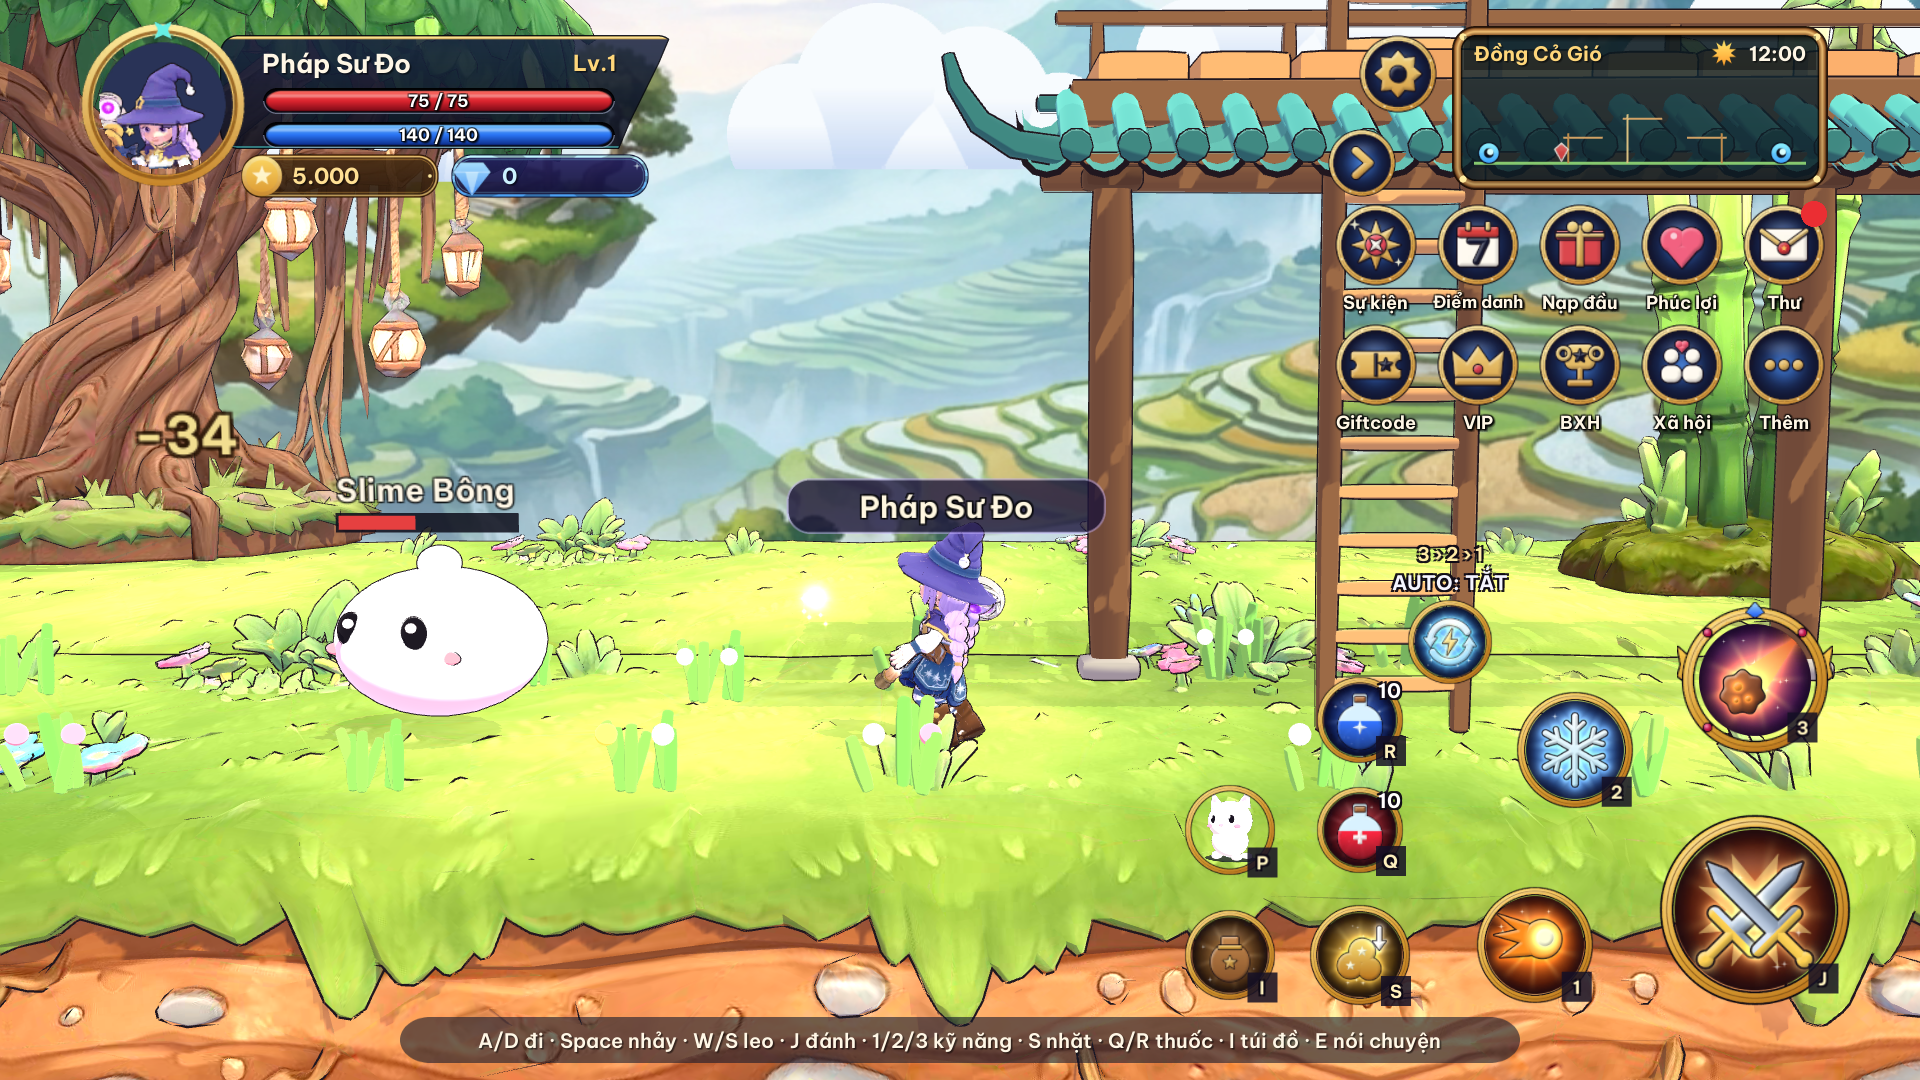 Pháp Sư Đo
Lv.1
75 / 75
140 / 140
5.000
0
Đồng Cỏ Gió
12:00
7
Sự kiện
Điểm danh
Nạp đầu
Phúc lợi
Thư
Giftcode
VIP
BXH
Xã hội
Thêm
-34
Slime Bông
Pháp Sư Đo
3›2›1
AUTO: TẮT
10
R
3
2
10
Q
P
I
S
1
J
A/D đi · Space nhảy · W/S leo · J đánh · 1/2/3 kỹ năng · S nhặt · Q/R thuốc · I túi đồ · E nói chuyện